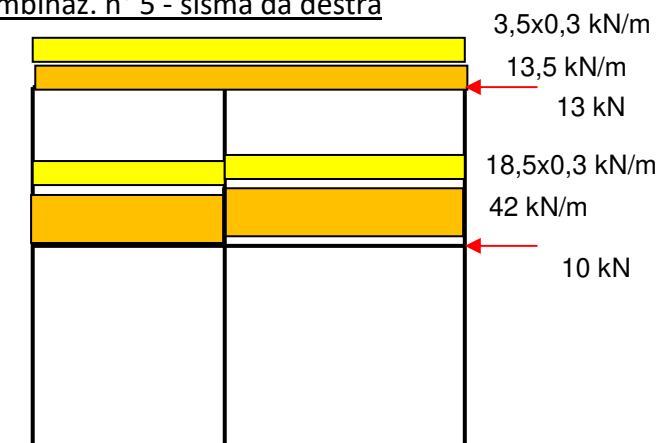 mbinaz. n° 5 - sisma da destra
3,5x0,3 kN/m
13,5 kN/m
13 kN
18,5x0,3 kN/m
42 kN/m
10 kN